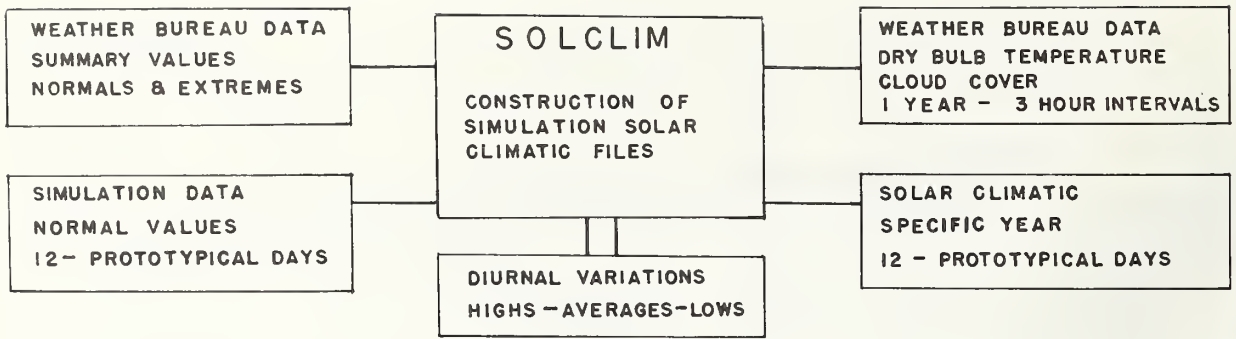 WEATHER BUREAU DATA
SUMMARY VALUES
NORMALS & EXTREMES
SOLCLIM
CONSTRUCTION OF
SIMULATION SOLAR
CLIMATIC FILES
WEATHER BUREAU DATA
DRY BULB TEMPERATURE
CLOUD COVER
1 YEAR - 3 HOUR INTERVALS
SIMULATION DATA
NORMAL VALUES
12- PROTOTYPICAL DAYS
DIURNAL VARIATIONS
HIGHS-AVERAGES-LOWS
SOLAR CLIMATIC
SPECIFIC YEAR
12 - PROTOTYPICAL DAYS